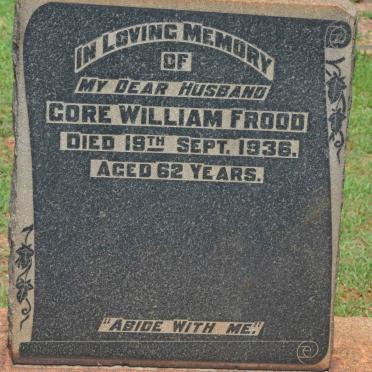 IN LOVING MEMORY
OF
MY DEAR HUSBAND
GORE WILLIAM FROOD
DIED 19TH SEPT. 1936.
AGED 62 YEARS.
"ABIDE WITH ME."